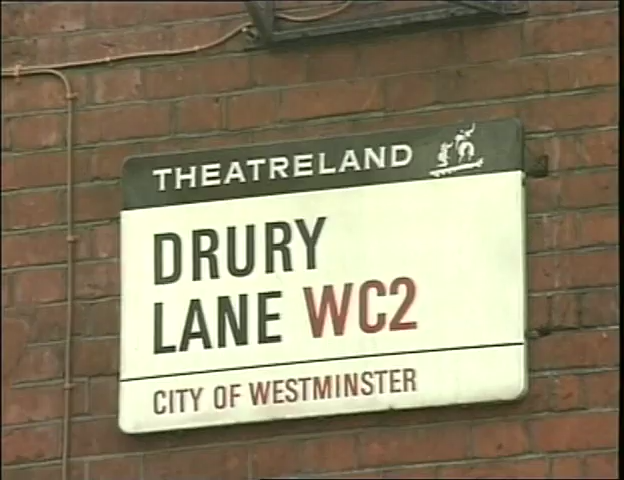 THEATRELAND
DRURY
LANE WC2
CITY OF WESTMINSTER